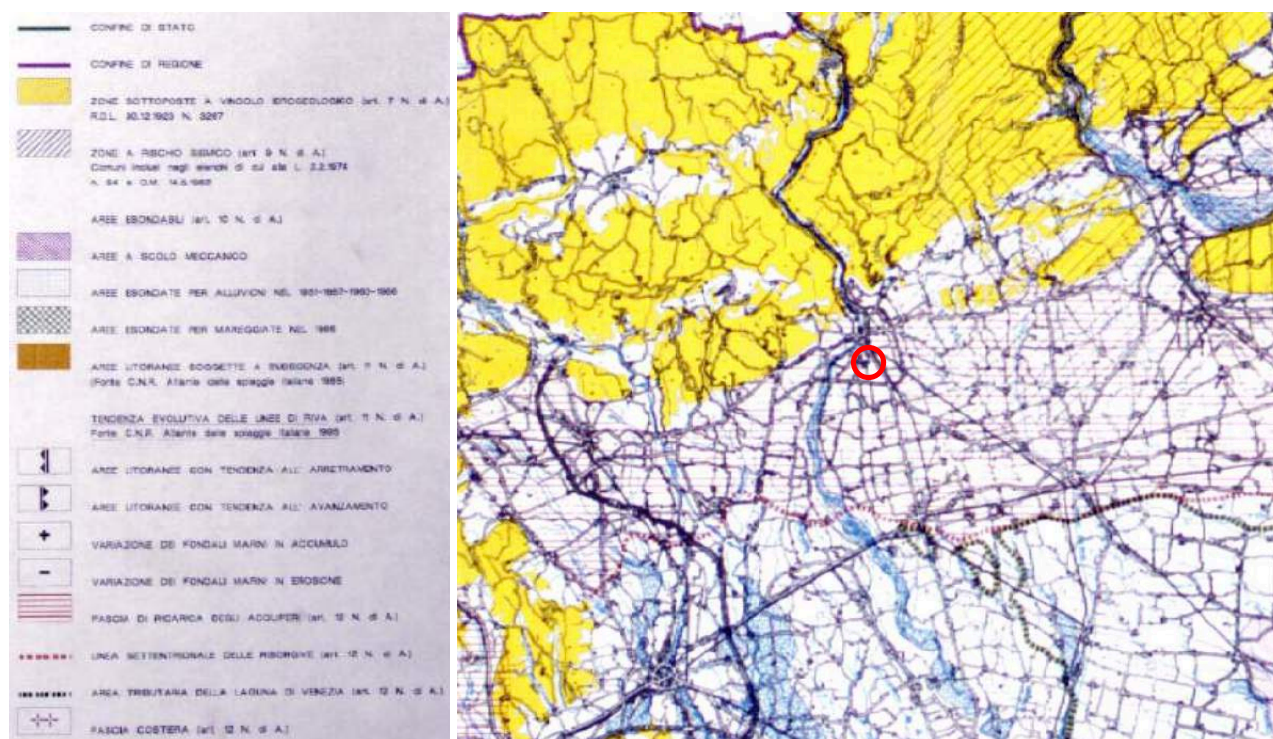 CONFINE DI STATO
CONFINE DI REGIONE
ZONE SOTTOPOSTE A VINCOLO IDROGEOLOGICO (art. 7 N. di A.)
R.D.L. 30.12.1923 N. 3267
ZONE A RISCHIO SISMICO (art. 9 N. di A.)
Comuni inclusi negli elenchi di cui alla L. 2.2.1974
n. 64 e D.M. 14.5.1982
AREE ESONDABILI (art. 10 N. di A.)
AREE A SCOLO MECCANICO
AREE ESONDATE PER ALLUVIONI NEL 1951-1957-1960-1966
AREE ESONDATE PER MAREGGIATE NEL 1966
AREE LITORANEE SOGGETTE A SUBSIDENZA (art. 11 N. di A.)
(Fonte C.N.R. Atlante delle spiagge italiane 1985)
TENDENZA EVOLUTIVA DELLE LINEE DI RIVA (art. 11 N. di A.)
Fonte C.N.R. Atlante delle spiagge italiane 1985
AREE LITORANEE CON TENDENZA ALL' ARRETRAMENTO
AREE LITORANEE CON TENDENZA ALL' AVANZAMENTO
VARIAZIONE DEI FONDALI MARINI IN ACCUMULO
VARIAZIONE DEI FONDALI MARINI IN EROSIONE
FASCIA DI RICARICA DEGLI ACQUIFERI (art. 12 N. di A.)
LINEA SETTENTRIONALE DELLE RISORGIVE (art. 12 N. di A.)
AREA TRIBUTARIA DELLA LAGUNA DI VENEZIA (art. 12 N. di A.)
FASCIA COSTIERA (art. 12 N. di A.)